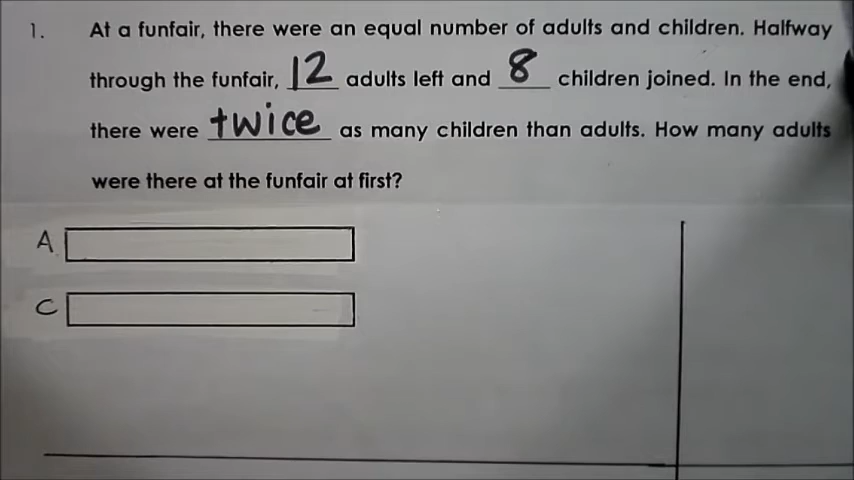 1. At a funfair, there were an equal number of adults and children. Halfway
through the funfair, 12 adults left and 8 children joined. In the end,
there were twice as many children than adults. How many adults
were there at the funfair at first?
A
C